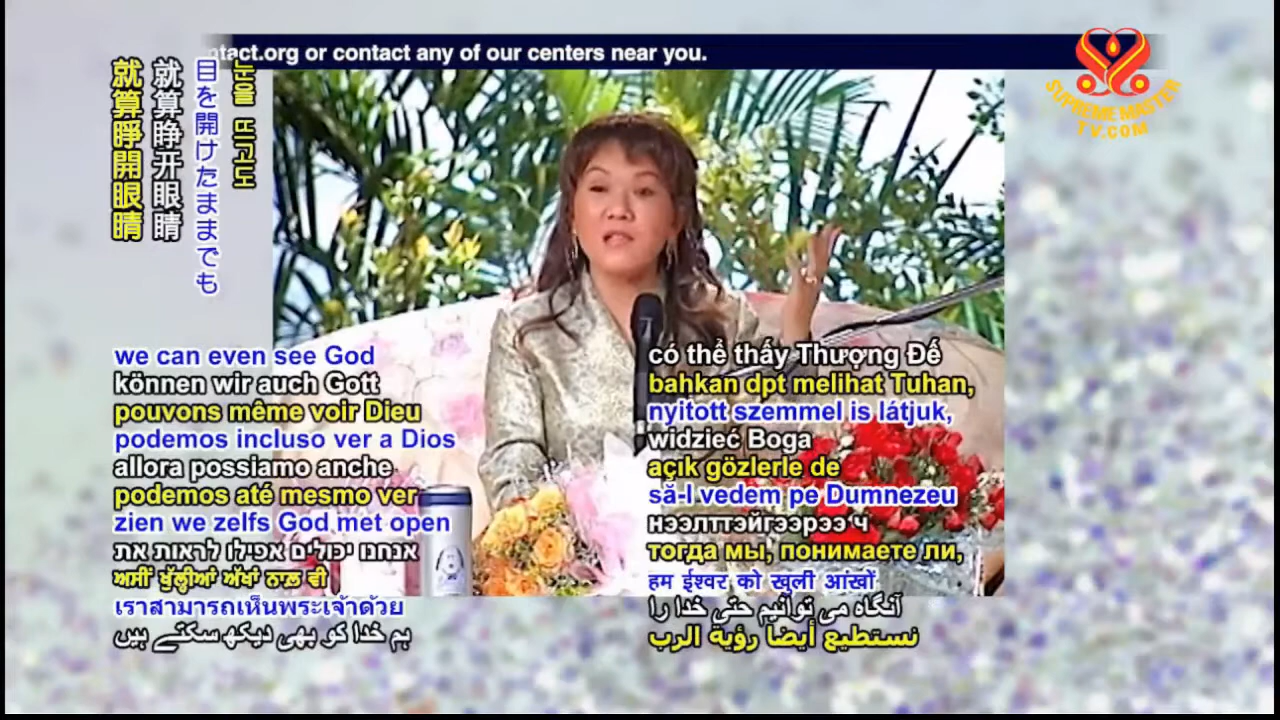 ntact.org or contact any of our centers near you.
SUPREME MASTER
TV.COM
눈을 뜨고도
目を開けたままでも
就算睁开眼睛
就算睜開眼睛
we can even see God
können wir auch Gott
pouvons même voir Dieu
podemos incluso ver a Dios
allora possiamo anche
podemos até mesmo ver
zien we zelfs God met open
אנחנו יכולים אפילו לראות את
ਅਸੀਂ ਖੁੱਲ੍ਹੀਆਂ ਅੱਖਾਂ ਨਾਲ਼ ਵੀ
เราสามารถเห็นพระเจ้าด้วย
ہم خدا کو بھی دیکھ سکتے ہیں
có thể thấy Thượng Đế
bahkan dpt melihat Tuhan,
nyitott szemmel is látjuk,
widzieć Boga
açık gözlerle de
să-l vedem pe Dumnezeu
нээлттэйгээрээ ч
тогда мы, понимаете ли,
हम ईश्वर को खुली आंखों
آنگاه می توانیم حتی خدا را
نستطيع أيضا رؤية الرب